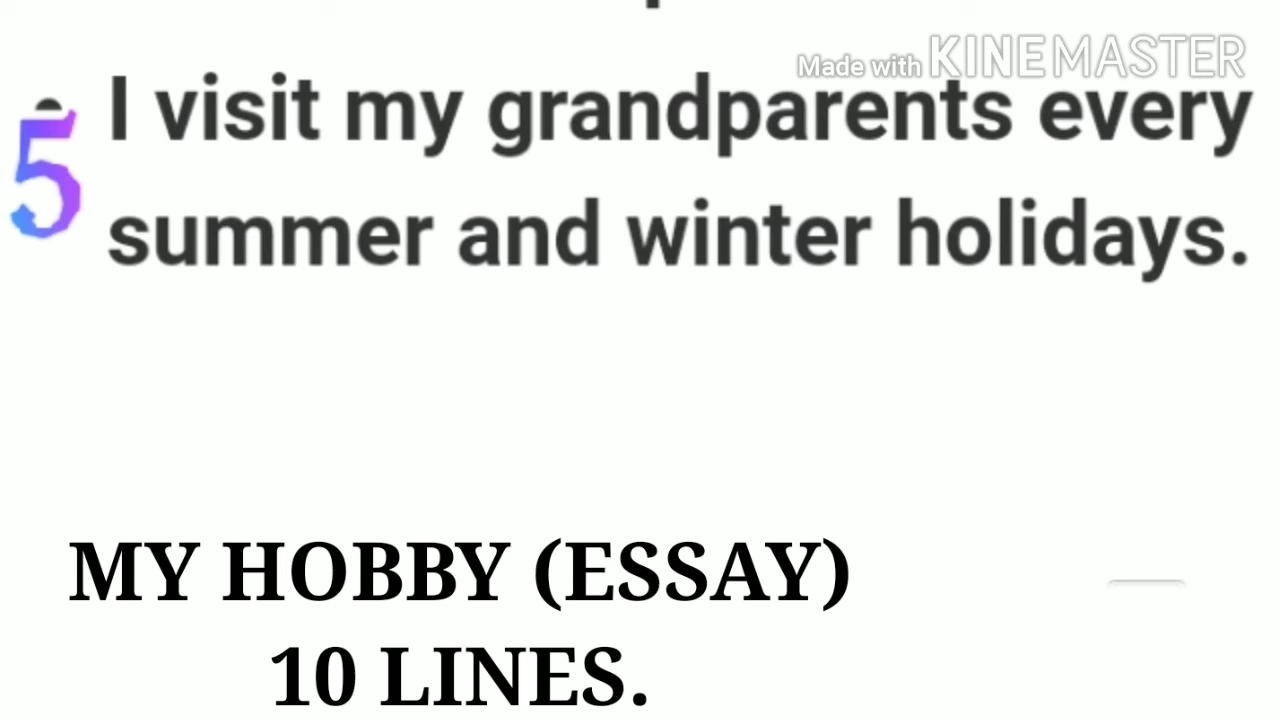 Made with KINEMASTER
5 I visit my grandparents every
summer and winter holidays.
MY HOBBY (ESSAY)
10 LINES.